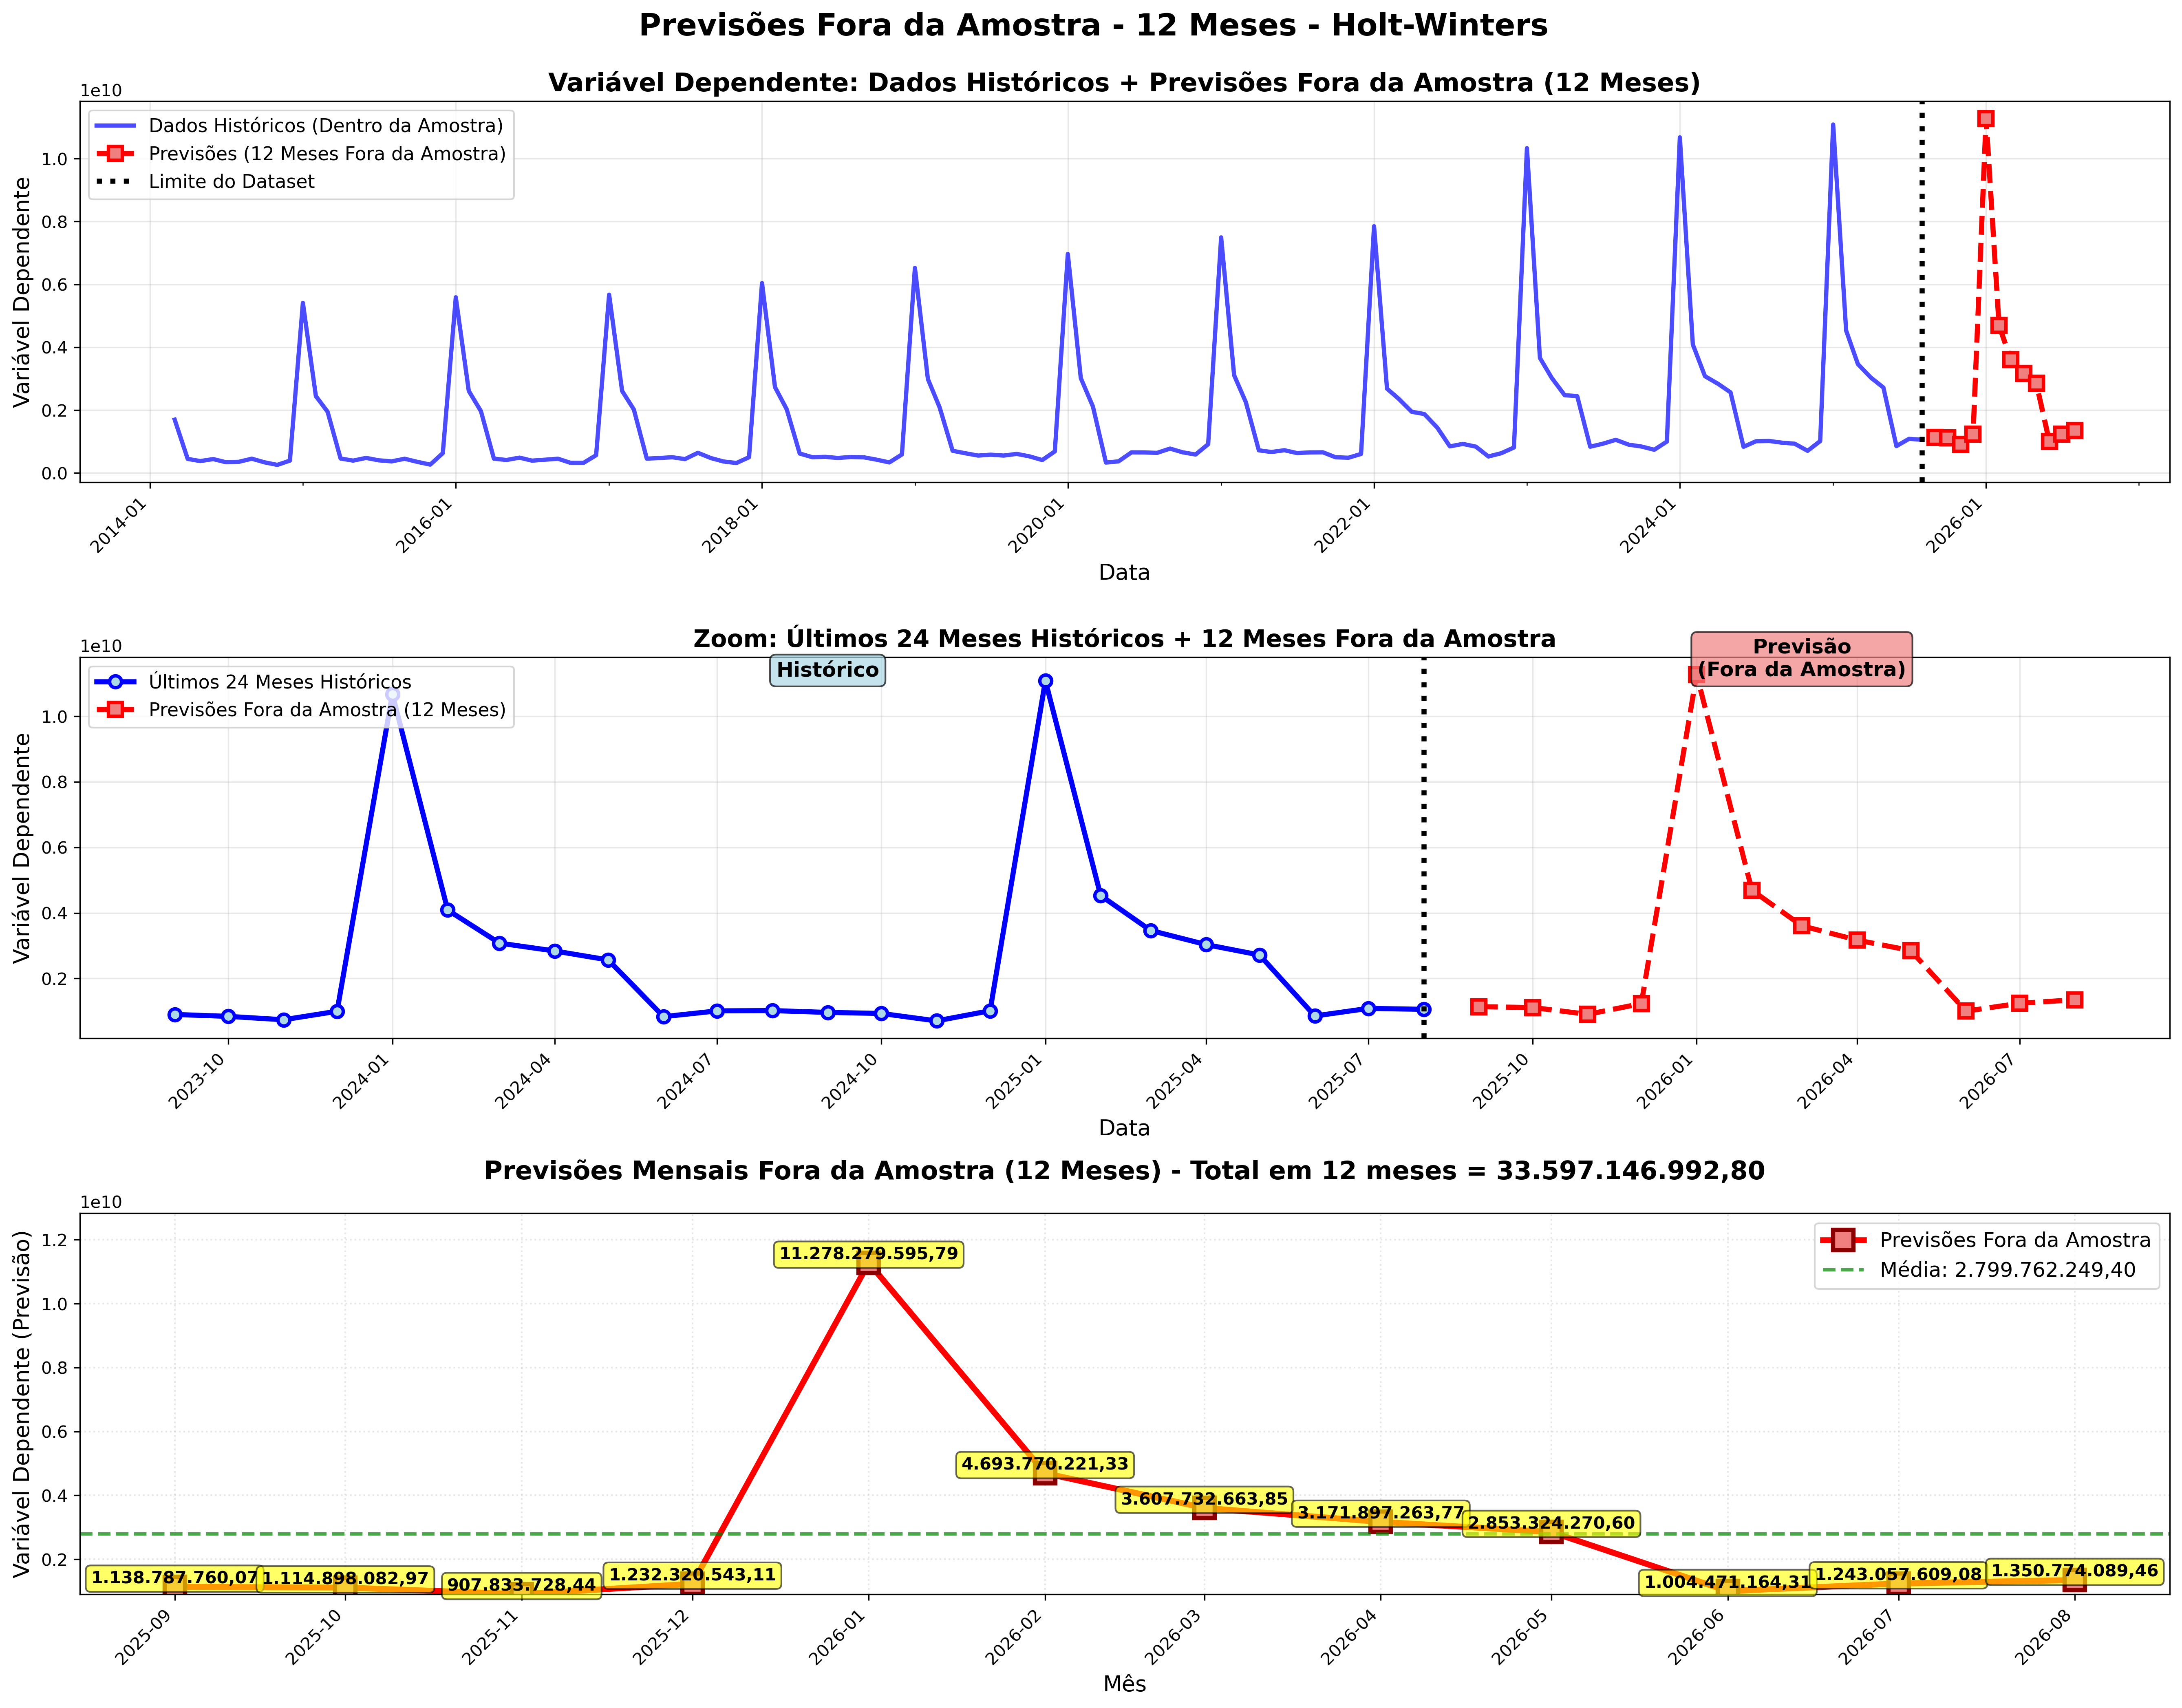 Previsões Fora da Amostra - 12 Meses - Holt-Winters
Variável Dependente: Dados Históricos + Previsões Fora da Amostra (12 Meses)
1e10
Dados Históricos (Dentro da Amostra)
Previsões (12 Meses Fora da Amostra)
Limite do Dataset
Variável Dependente
1.0
0.8
0.6
0.4
0.2
0.0
2014-01
2016-01
2018-01
2020-01
2022-01
2024-01
2026-01
Data
Zoom: Últimos 24 Meses Históricos + 12 Meses Fora da Amostra
1e10
Últimos 24 Meses Históricos
Previsões Fora da Amostra (12 Meses)
Histórico
Previsão
(Fora da Amostra)
Variável Dependente
1.0
0.8
0.6
0.4
0.2
2023-10
2024-01
2024-04
2024-07
2024-10
2025-01
2025-04
2025-07
2025-10
2026-01
2026-04
2026-07
Data
Previsões Mensais Fora da Amostra (12 Meses) - Total em 12 meses = 33.597.146.992,80
1e10
Previsões Fora da Amostra
Média: 2.799.762.249,40
Variável Dependente (Previsão)
1.2
1.0
0.8
0.6
0.4
0.2
1.138.787.760,07
1.114.898.082,97
907.833.728,44
1.232.320.543,11
11.278.279.595,79
4.693.770.221,33
3.607.732.663,85
3.171.897.263,77
2.853.324.270,60
1.004.471.164,31
1.243.057.609,08
1.350.774.089,46
2025-09
2025-10
2025-11
2025-12
2026-01
2026-02
2026-03
2026-04
2026-05
2026-06
2026-07
2026-08
Mês